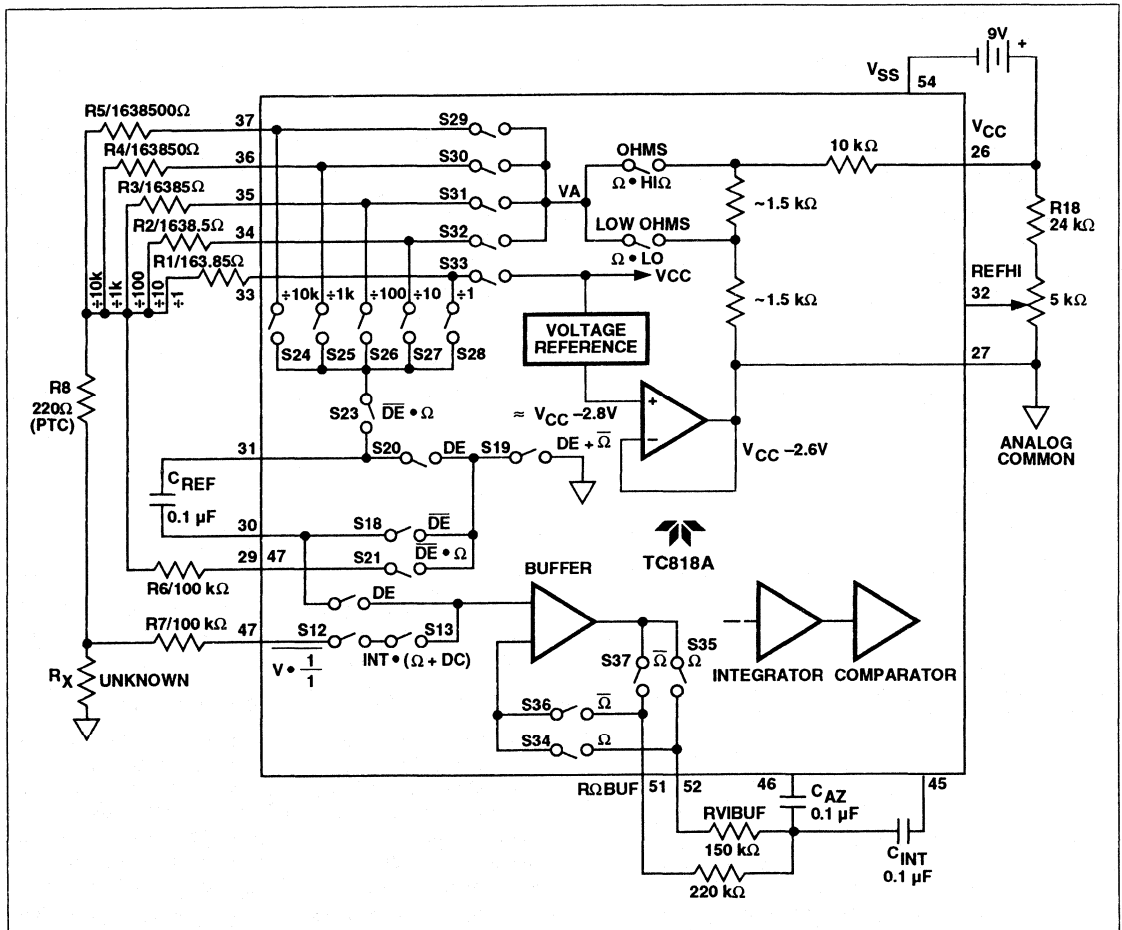 9V
+
VSS
54
R5/1638500Ω
37
S29
VCC
R4/163850Ω
36
S30
OHMS
10 kΩ
26
R3/16385Ω
35
S31
VA
Ω • HIΩ
~1.5 kΩ
R18
24 kΩ
R2/1638.5Ω
34
S32
LOW OHMS
Ω • LO
R1/163.85Ω
33
S33
VCC
REFHI
32
5 kΩ
÷10k
÷1k
÷100
÷10
÷1
÷10k
÷1k
÷100
÷10
÷1
~1.5 kΩ
VOLTAGE
REFERENCE
S24
S25
S26
S27
S28
27
R8
220Ω
(PTC)
S23
D̅E̅ • Ω
≈ VCC –2.8V
+
–
VCC –2.6V
ANALOG
COMMON
31
S20
DE
S19
DE + Ω̅
CREF
0.1 µF
30
S18
D̅E̅
29
47
S21
D̅E̅ • Ω
TC818A
R6/100 kΩ
DE
BUFFER
R7/100 kΩ
47
S12
S13
V • 1/1
INT • (Ω + DC)
RX
UNKNOWN
S37
Ω̅
S35
Ω
INTEGRATOR
COMPARATOR
S36
Ω̅
S34
Ω
RΩBUF
51
52
46
45
CAZ
0.1 µF
RVIBUF
150 kΩ
CINT
0.1 µF
220 kΩ